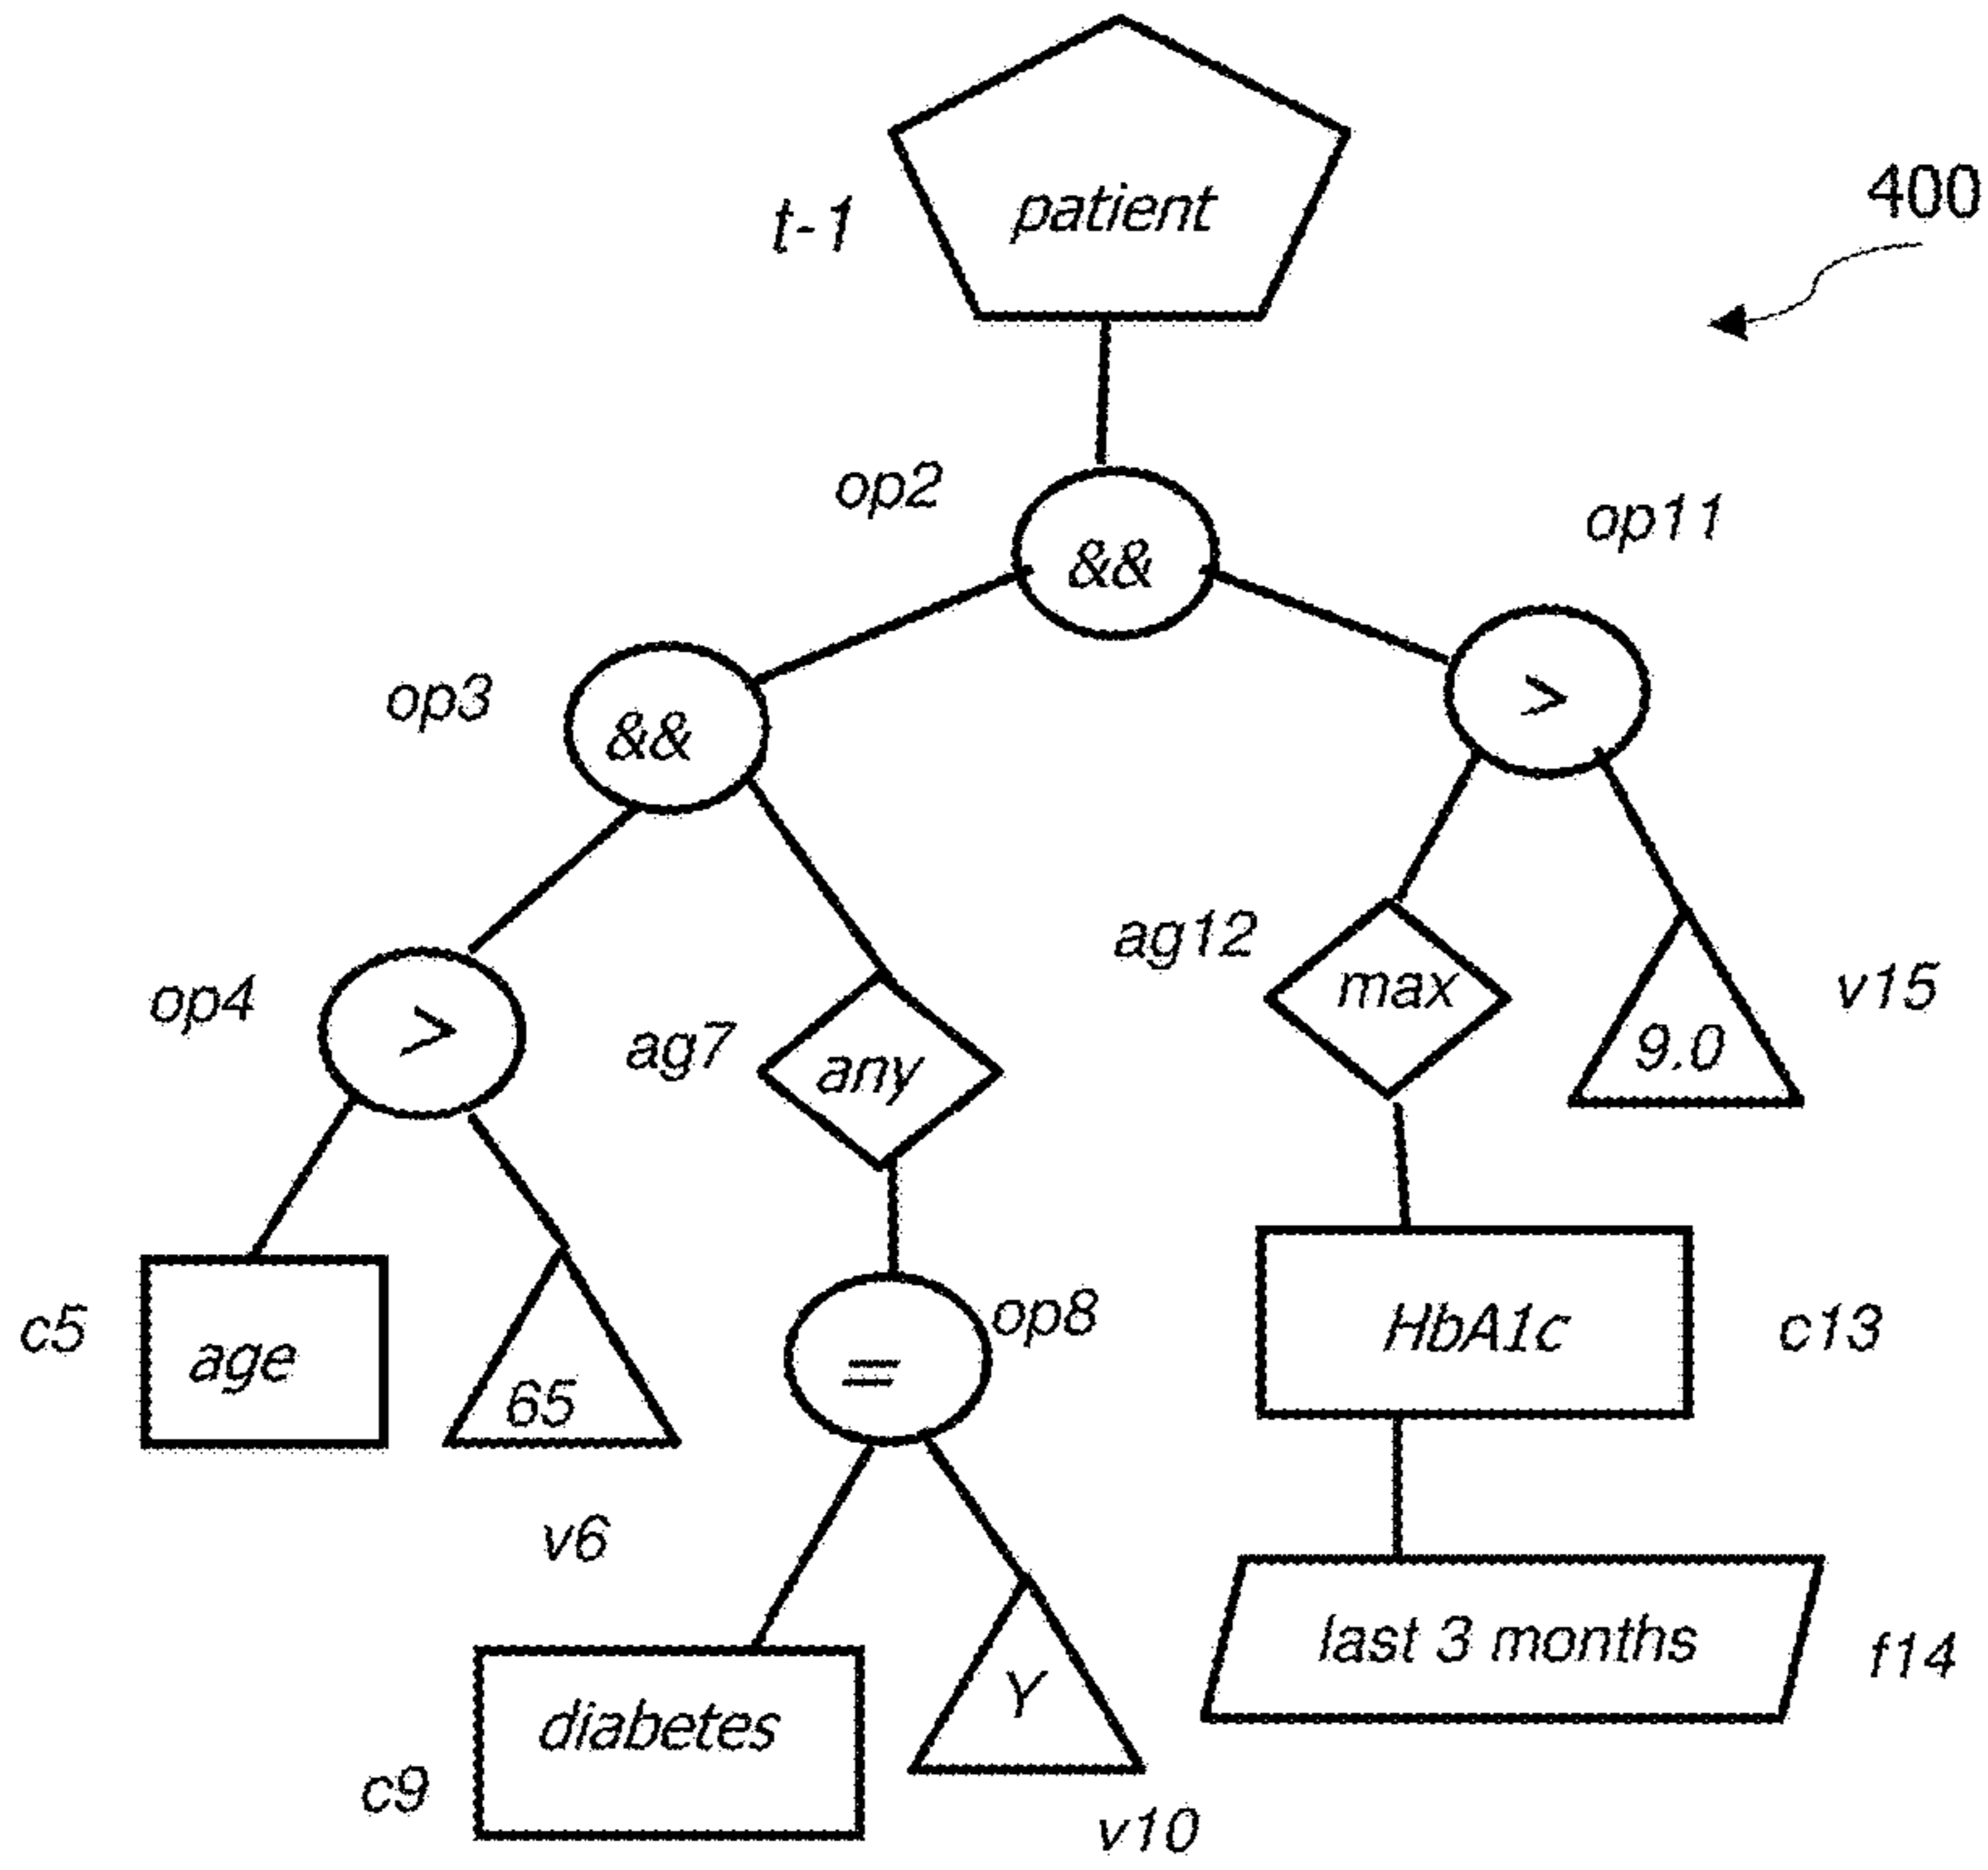 patient
t-1
400
op2
&&
op11
op3
&&
>
op4
>
ag7
any
ag12
max
9.0
v15
c5
age
65
v6
=
op8
HbA1c
c13
diabetes
c9
Y
v10
last 3 months
f14